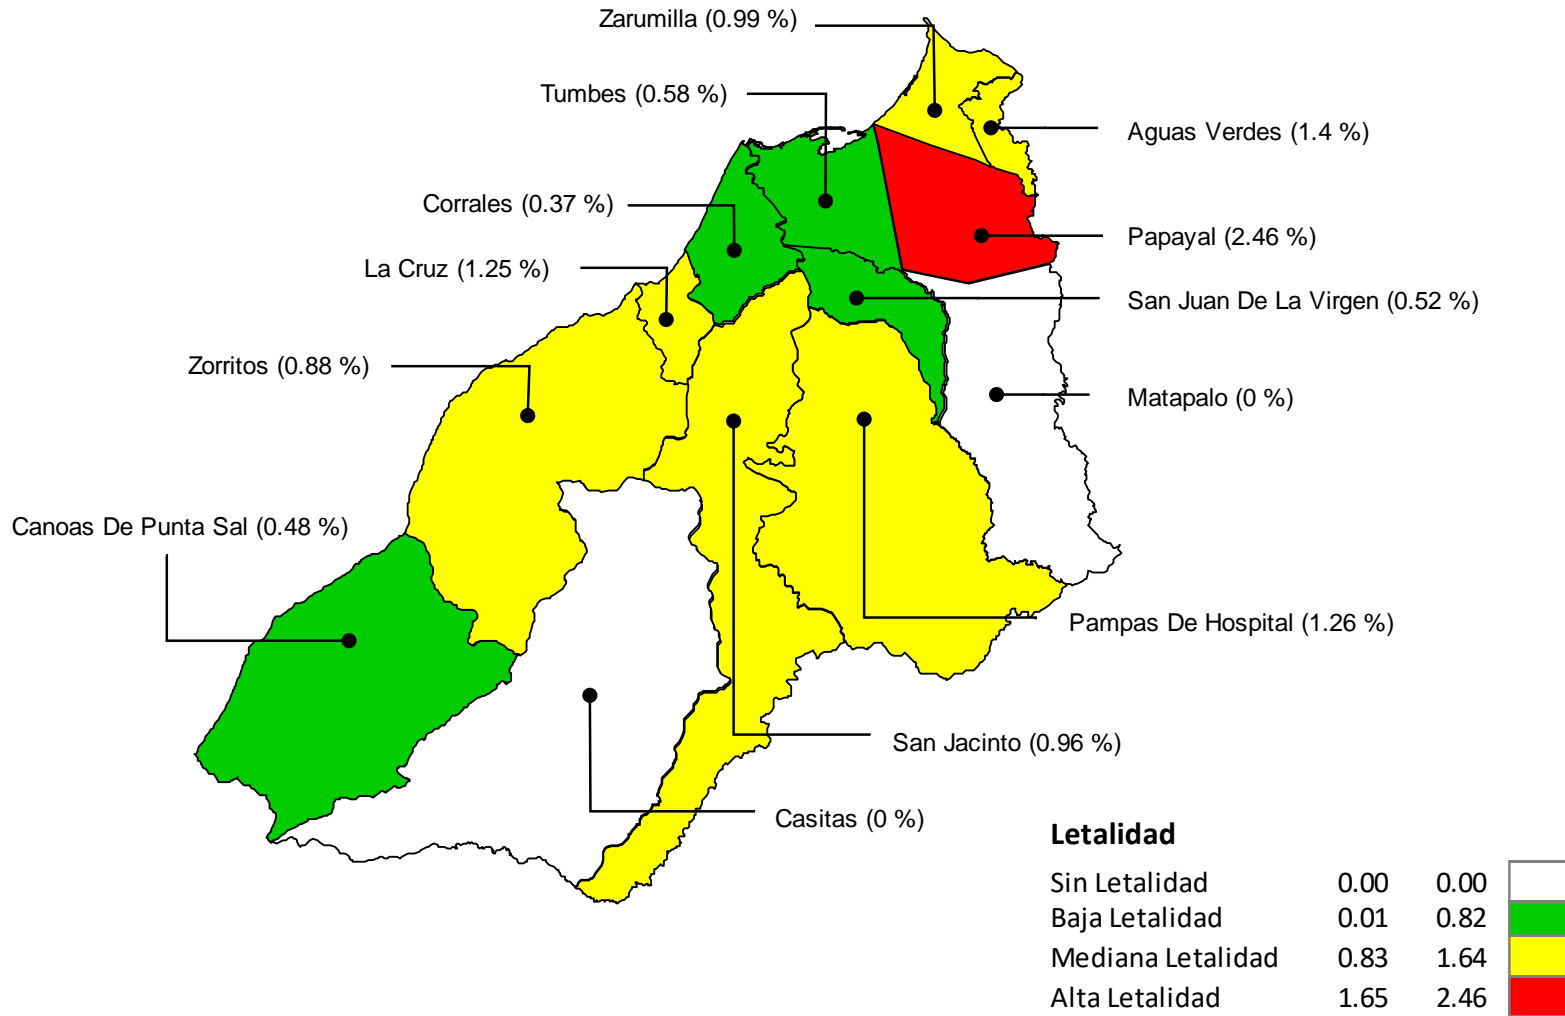 Zarumilla (0.99 %)
Tumbes (0.58 %)
Aguas Verdes (1.4 %)
Corrales (0.37 %)
Papayal (2.46 %)
La Cruz (1.25 %)
San Juan De La Virgen (0.52 %)
Zorritos (0.88 %)
Matapalo (0 %)
Canoas De Punta Sal (0.48 %)
Pampas De Hospital (1.26 %)
San Jacinto (0.96 %)
Casitas (0 %)
Letalidad
Sin Letalidad 0.00 0.00
Baja Letalidad 0.01 0.82
Mediana Letalidad 0.83 1.64
Alta Letalidad 1.65 2.46